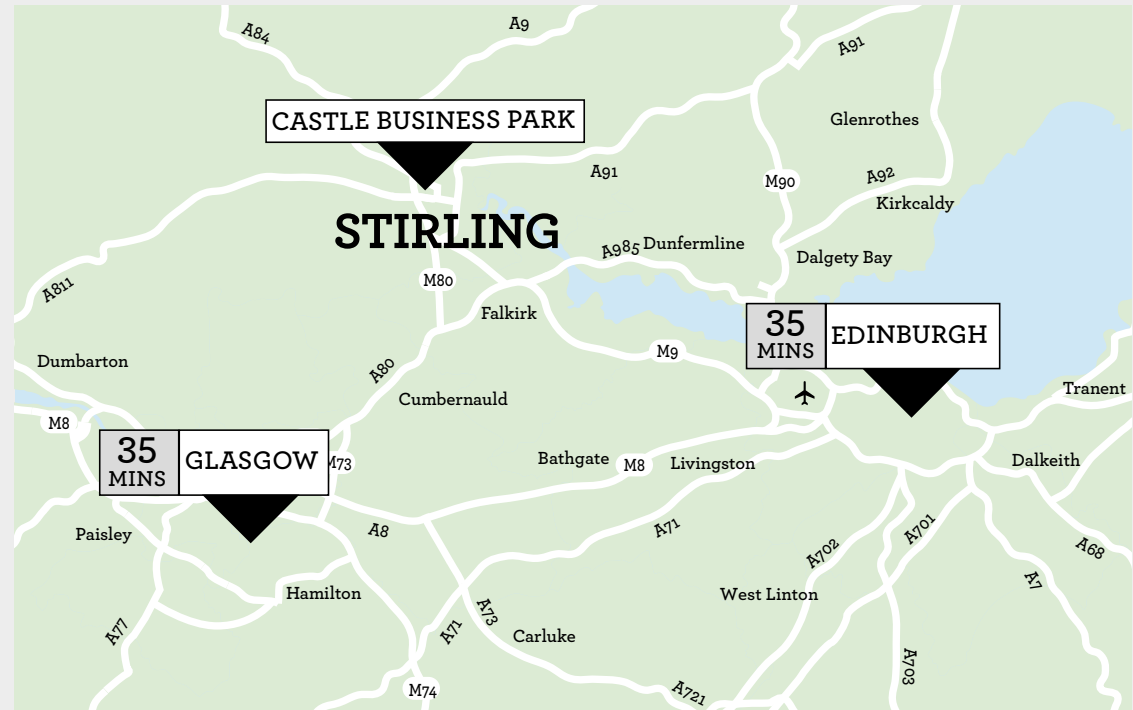 A84
A9
A91
CASTLE BUSINESS PARK
Glenrothes
A91
M90
A92
Kirkcaldy
STIRLING
A985
Dunfermline
Dalgety Bay
M80
A811
Falkirk
35
MINS
EDINBURGH
M9
Dumbarton
A80
Cumbernauld
Tranent
M8
35
MINS
GLASGOW
M73
Bathgate
M8
Livingston
Dalkeith
Paisley
A8
A71
A701
A702
A68
Hamilton
West Linton
A7
A77
A71
A73
Carluke
A703
M74
A721